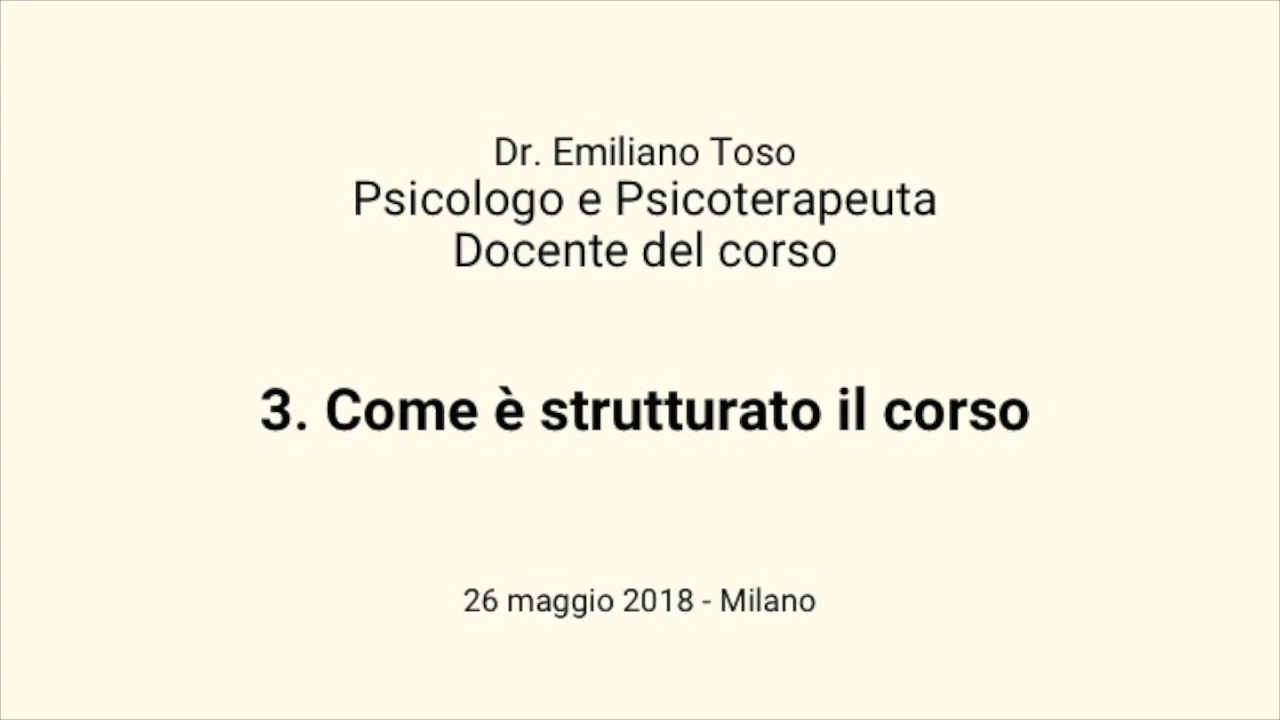 Dr. Emiliano Toso
Psicologo e Psicoterapeuta
Docente del corso
3. Come è strutturato il corso
26 maggio 2018 - Milano